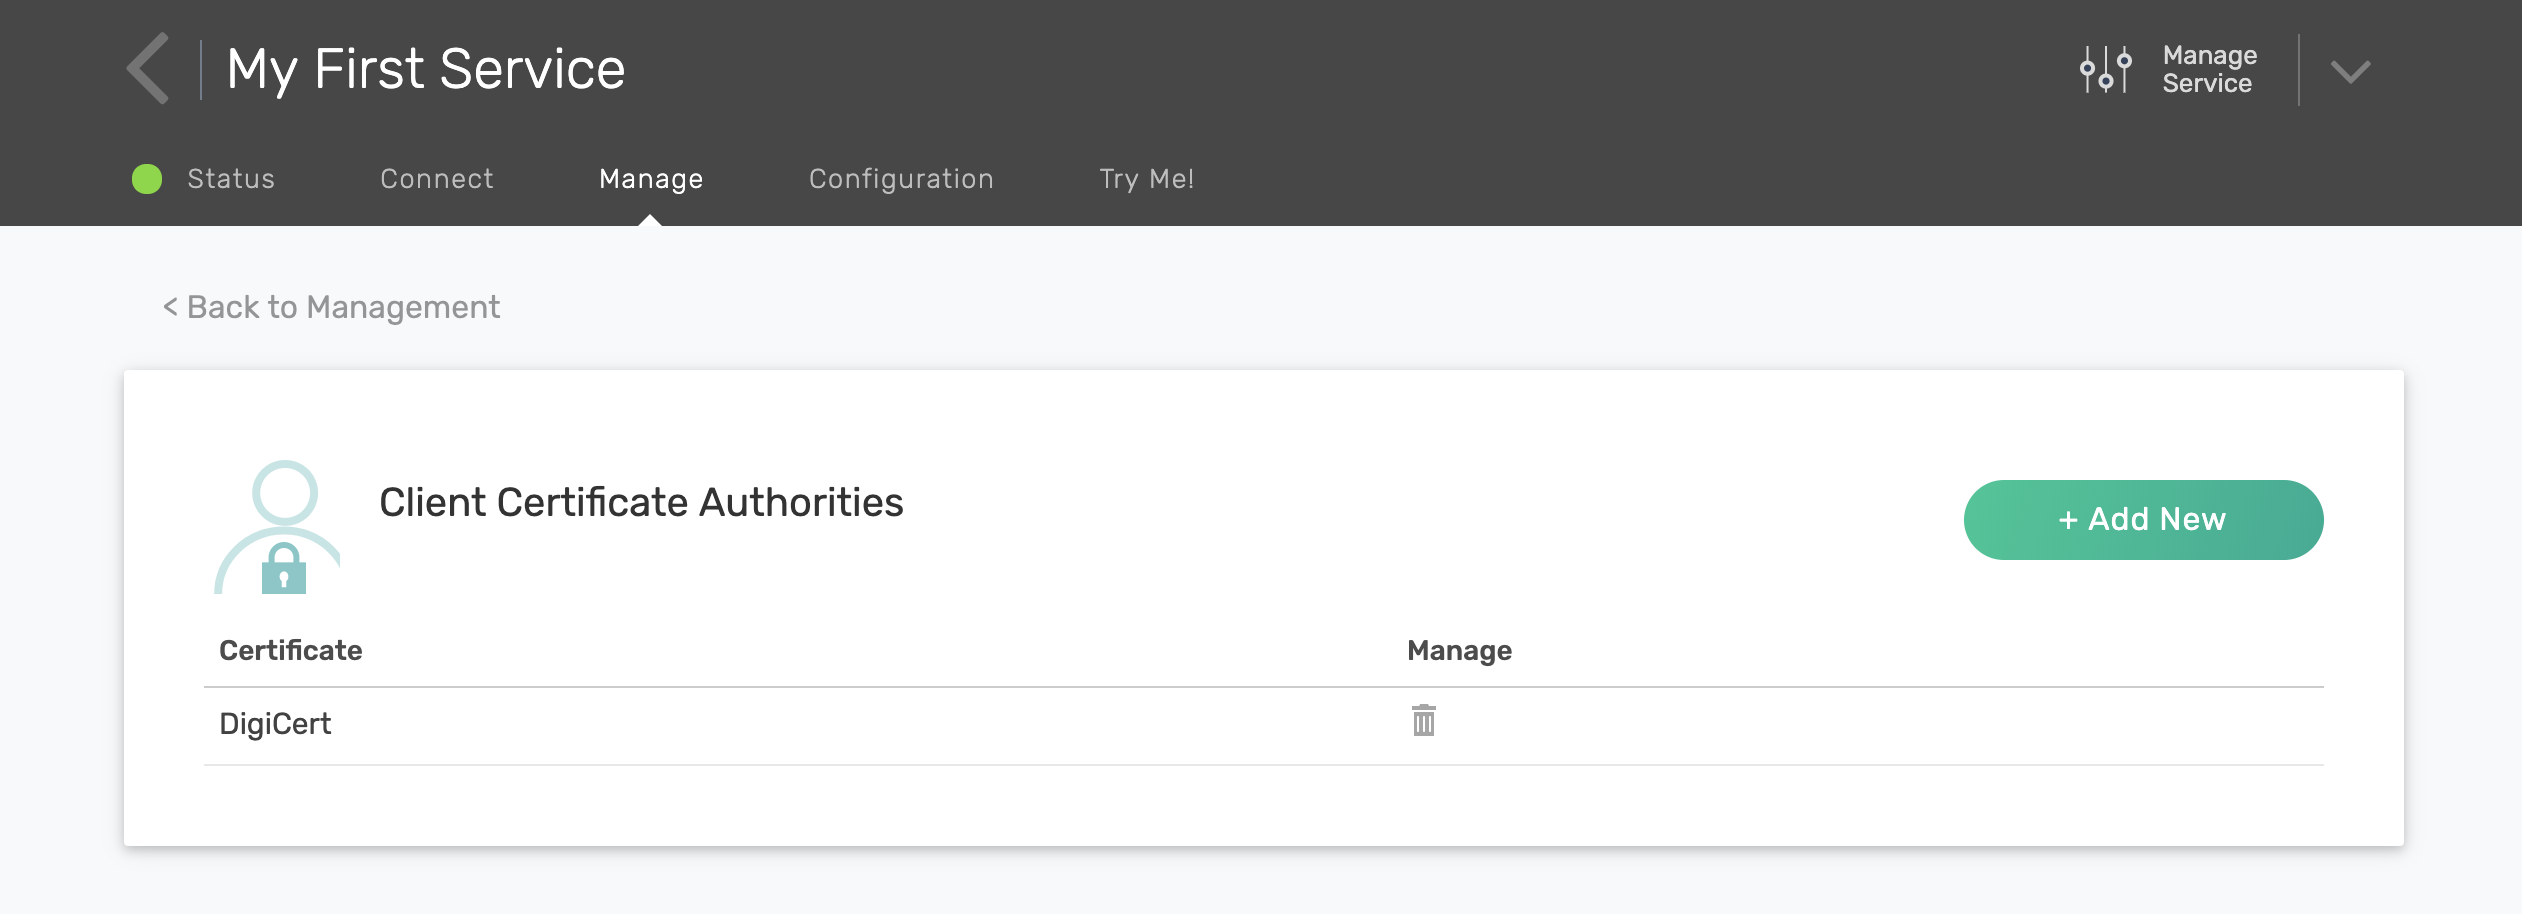 My First Service
Manage
Service
Status
Connect
Manage
Configuration
Try Me!
< Back to Management
Client Certificate Authorities
+ Add New
Certificate
Manage
DigiCert